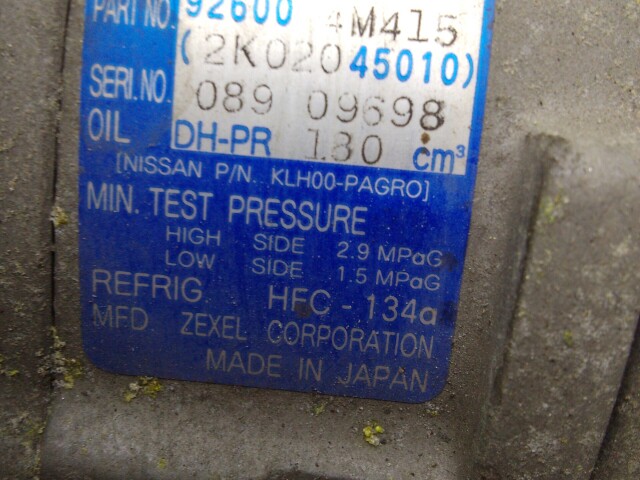 PART NO. 92600 4M415
(2K02045010)
SERI.NO. 089 09698
OIL DH-PR 180 cm³
[NISSAN P/N. KLH00-PAGRO]
MIN. TEST PRESSURE
HIGH SIDE 2.9 MPaG
LOW SIDE 1.5 MPaG
REFRIG. HFC-134a
MFD. ZEXEL CORPORATION
MADE IN JAPAN